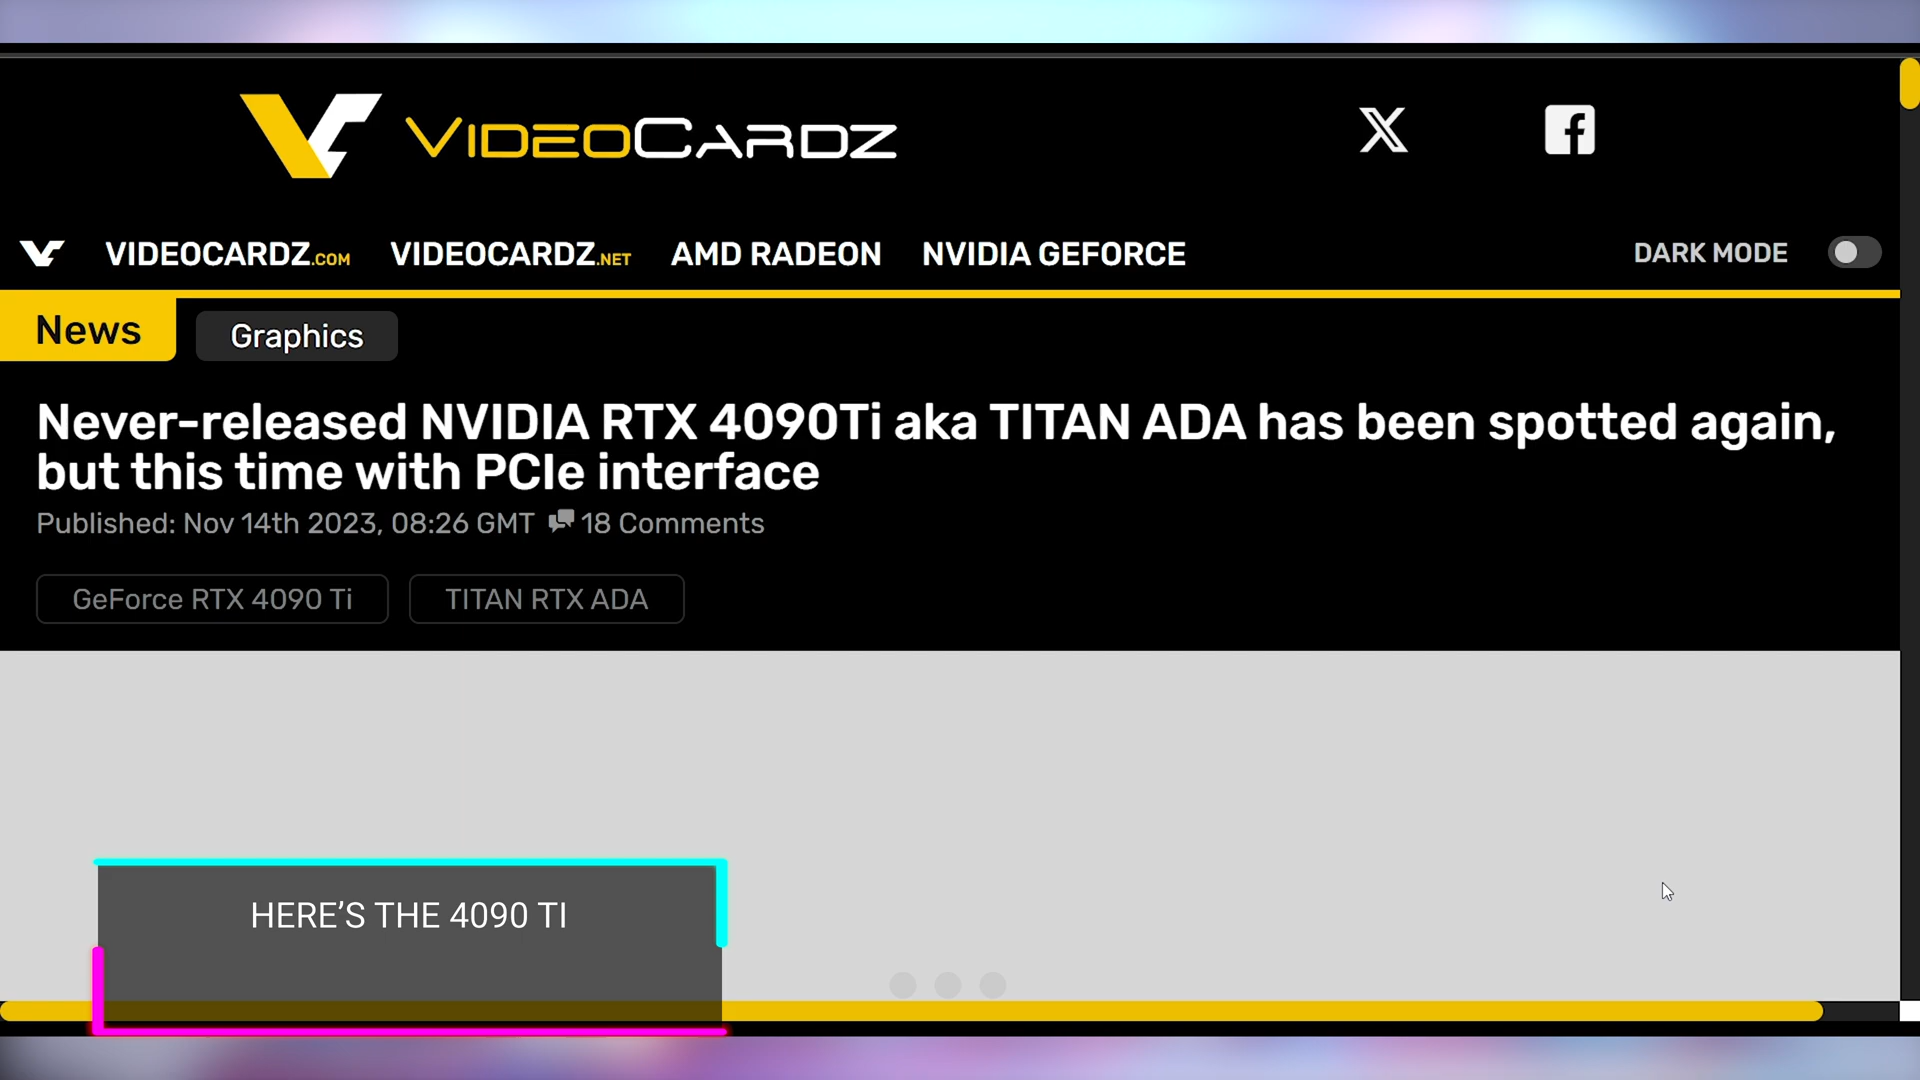 VIDEOCARDZ
VIDEOCARDZ.COM VIDEOCARDZ.NET AMD RADEON NVIDIA GEFORCE DARK MODE
News Graphics
Never-released NVIDIA RTX 4090Ti aka TITAN ADA has been spotted again,
but this time with PCIe interface
Published: Nov 14th 2023, 08:26 GMT 18 Comments
GeForce RTX 4090 Ti TITAN RTX ADA
HERE’S THE 4090 TI